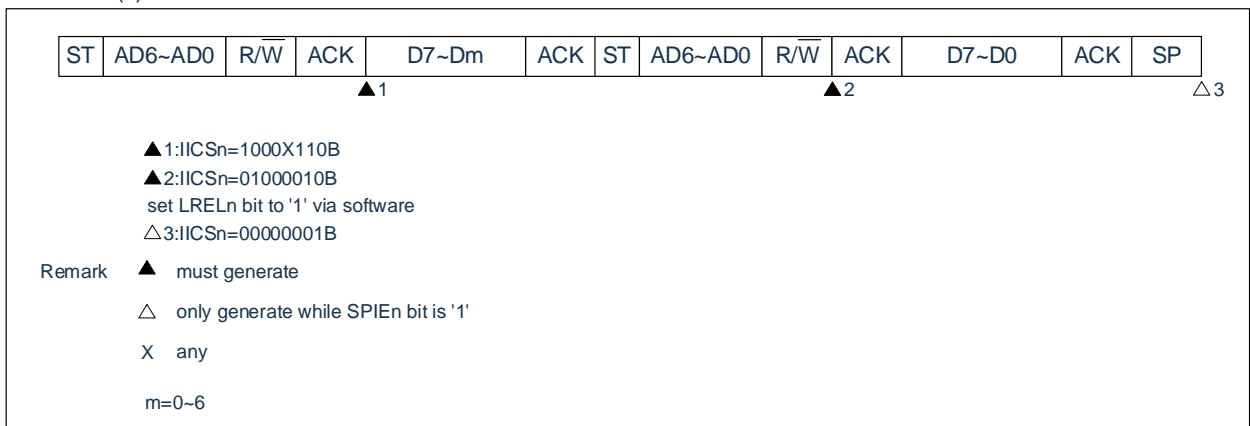 ST AD6~AD0 R/W̅ ACK D7~Dm ACK ST AD6~AD0 R/W̅ ACK D7~D0 ACK SP
▲1 ▲2 △3
▲1:IICSn=1000X110B
▲2:IICSn=01000010B
set LRELn bit to '1' via software
△3:IICSn=00000001B
Remark ▲ must generate
△ only generate while SPIEn bit is '1'
X any
m=0~6